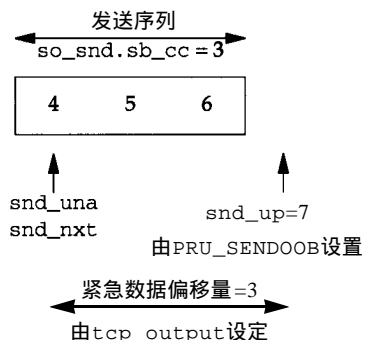 发送序列
so_snd.sb_cc = 3
4 5 6
snd_una
snd_nxt
snd_up=7
由PRU_SENDOOB设置
紧急数据偏移量=3
由tcp output设定